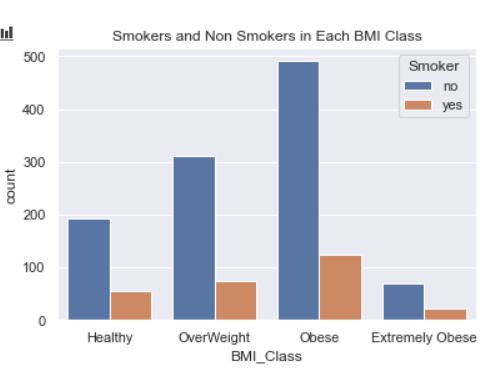 Smokers and Non Smokers in Each BMI Class
Smoker
no
yes
500
400
300
200
100
0
count
Healthy OverWeight Obese Extremely Obese
BMI_Class